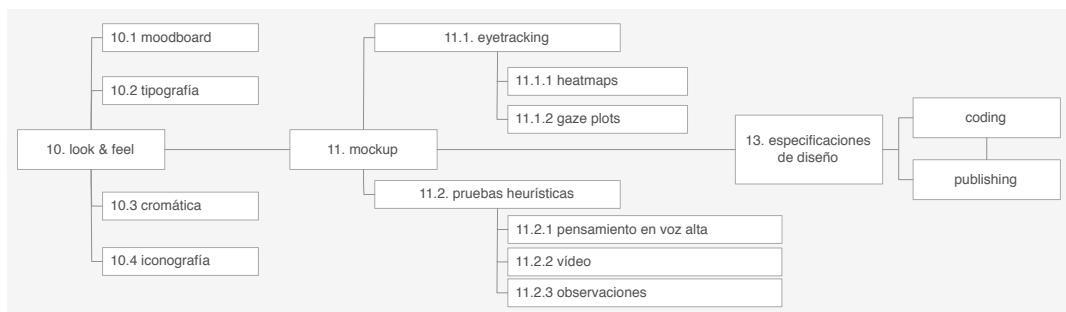 10.1 moodboard
10.2 tipografía
10. look & feel
10.3 cromática
10.4 iconografía
11.1. eyetracking
11.1.1 heatmaps
11.1.2 gaze plots
11. mockup
11.2. pruebas heurísticas
11.2.1 pensamiento en voz alta
11.2.2 vídeo
11.2.3 observaciones
13. especificaciones
de diseño
coding
publishing